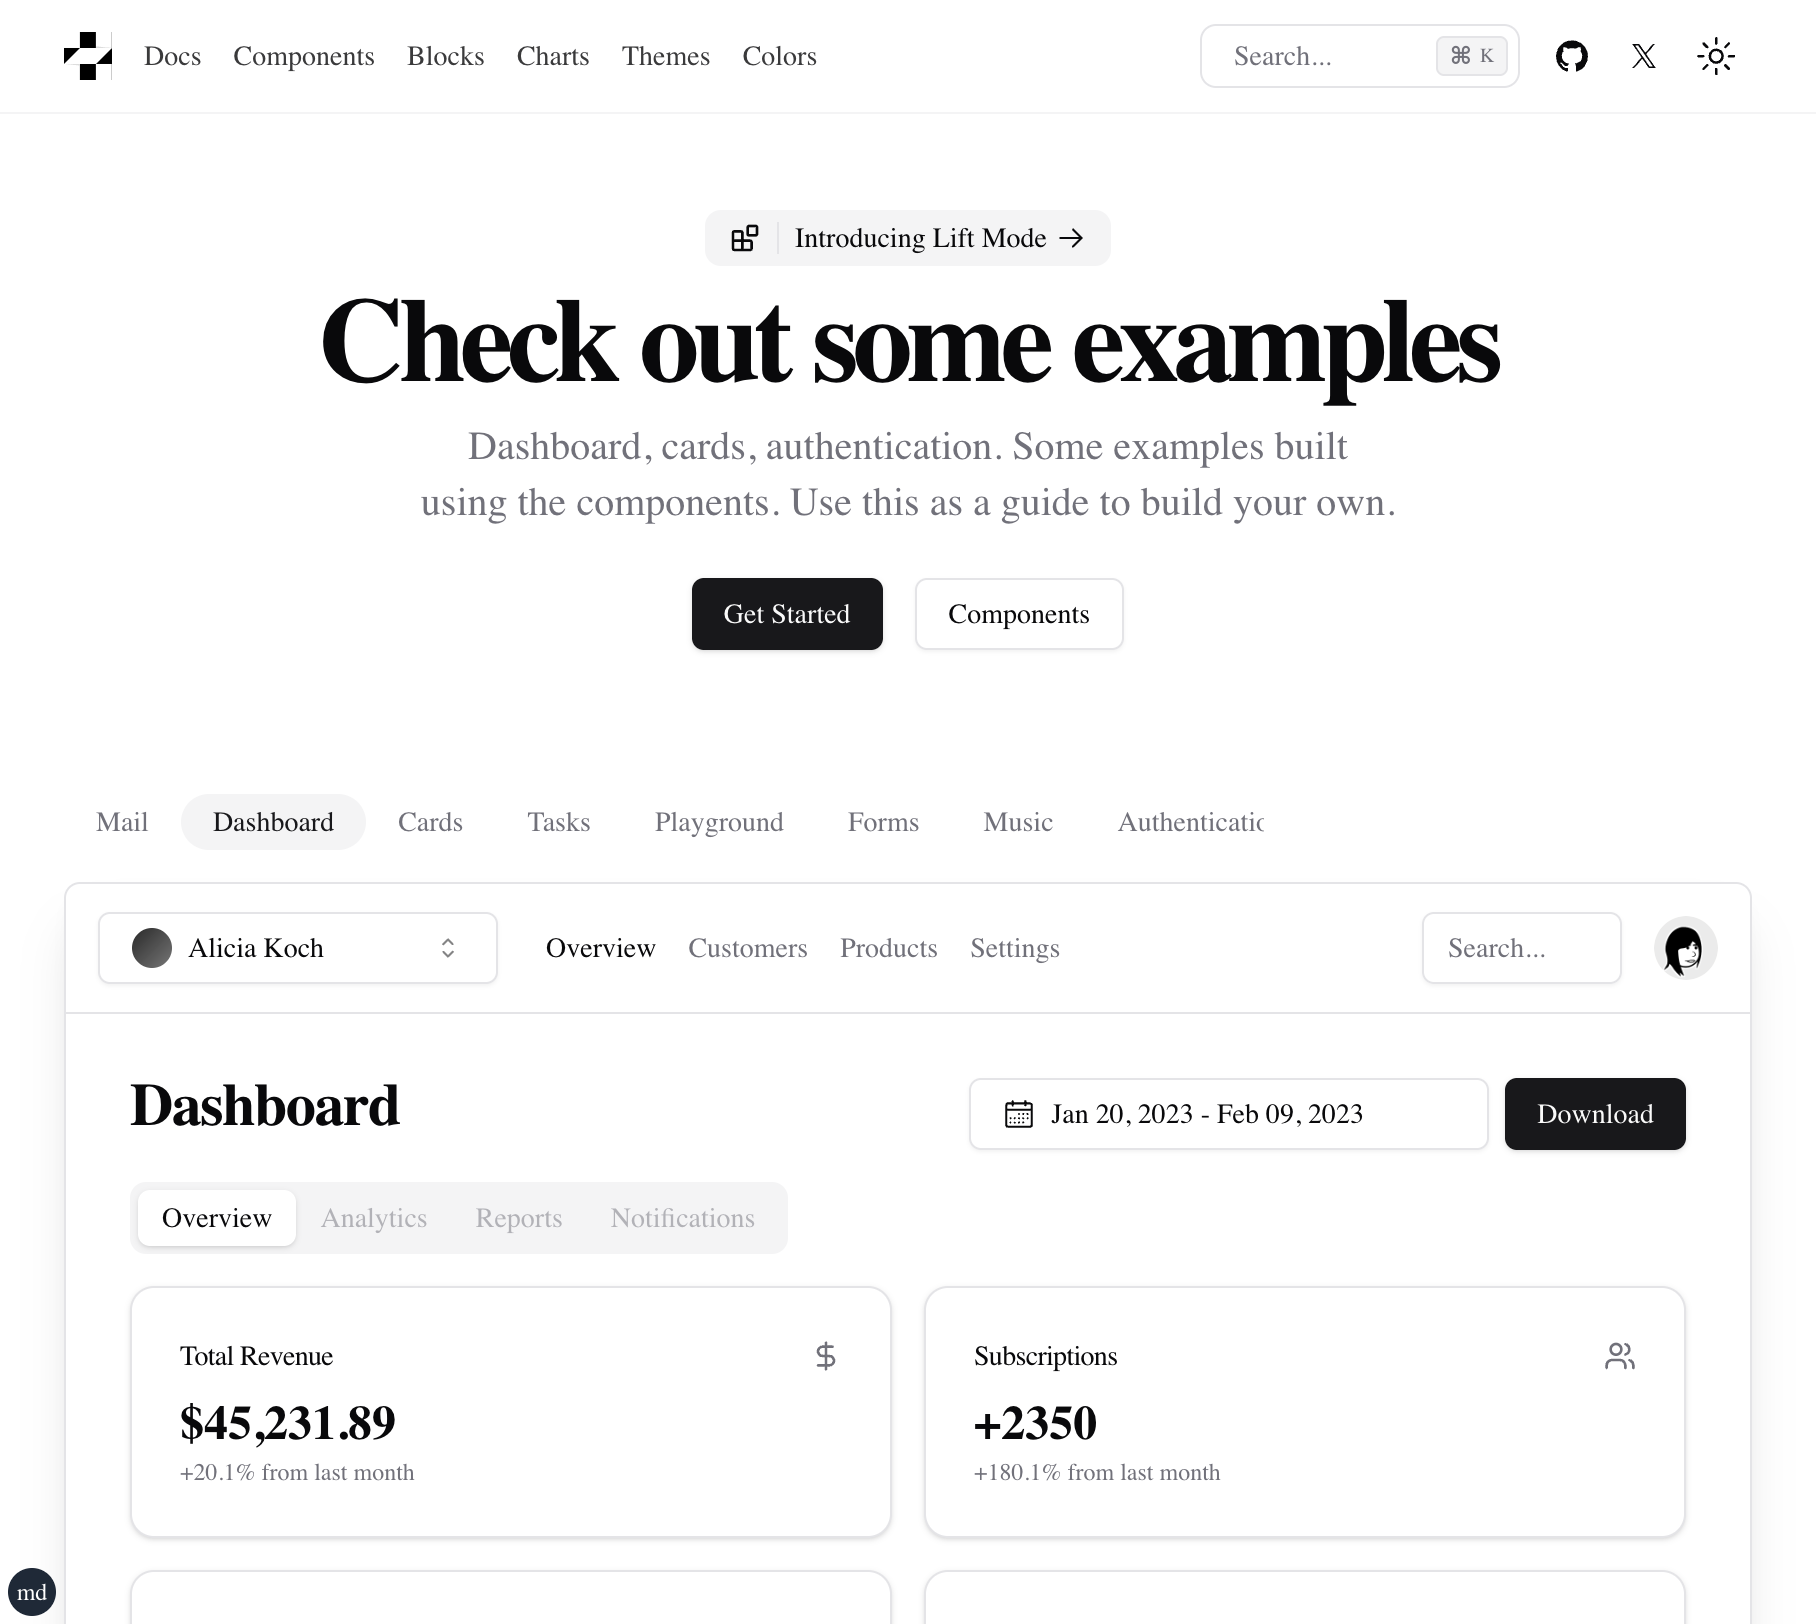 Docs Components Blocks Charts Themes Colors Search... ⌘ K
Introducing Lift Mode →
Check out some examples
Dashboard, cards, authentication. Some examples built
using the components. Use this as a guide to build your own.
Get Started Components
Mail Dashboard Cards Tasks Playground Forms Music Authenticatic
Alicia Koch Overview Customers Products Settings Search...
Dashboard Jan 20, 2023 - Feb 09, 2023 Download
Overview Analytics Reports Notifications
Total Revenue $
$45,231.89
+20.1% from last month
Subscriptions
+2350
+180.1% from last month
md